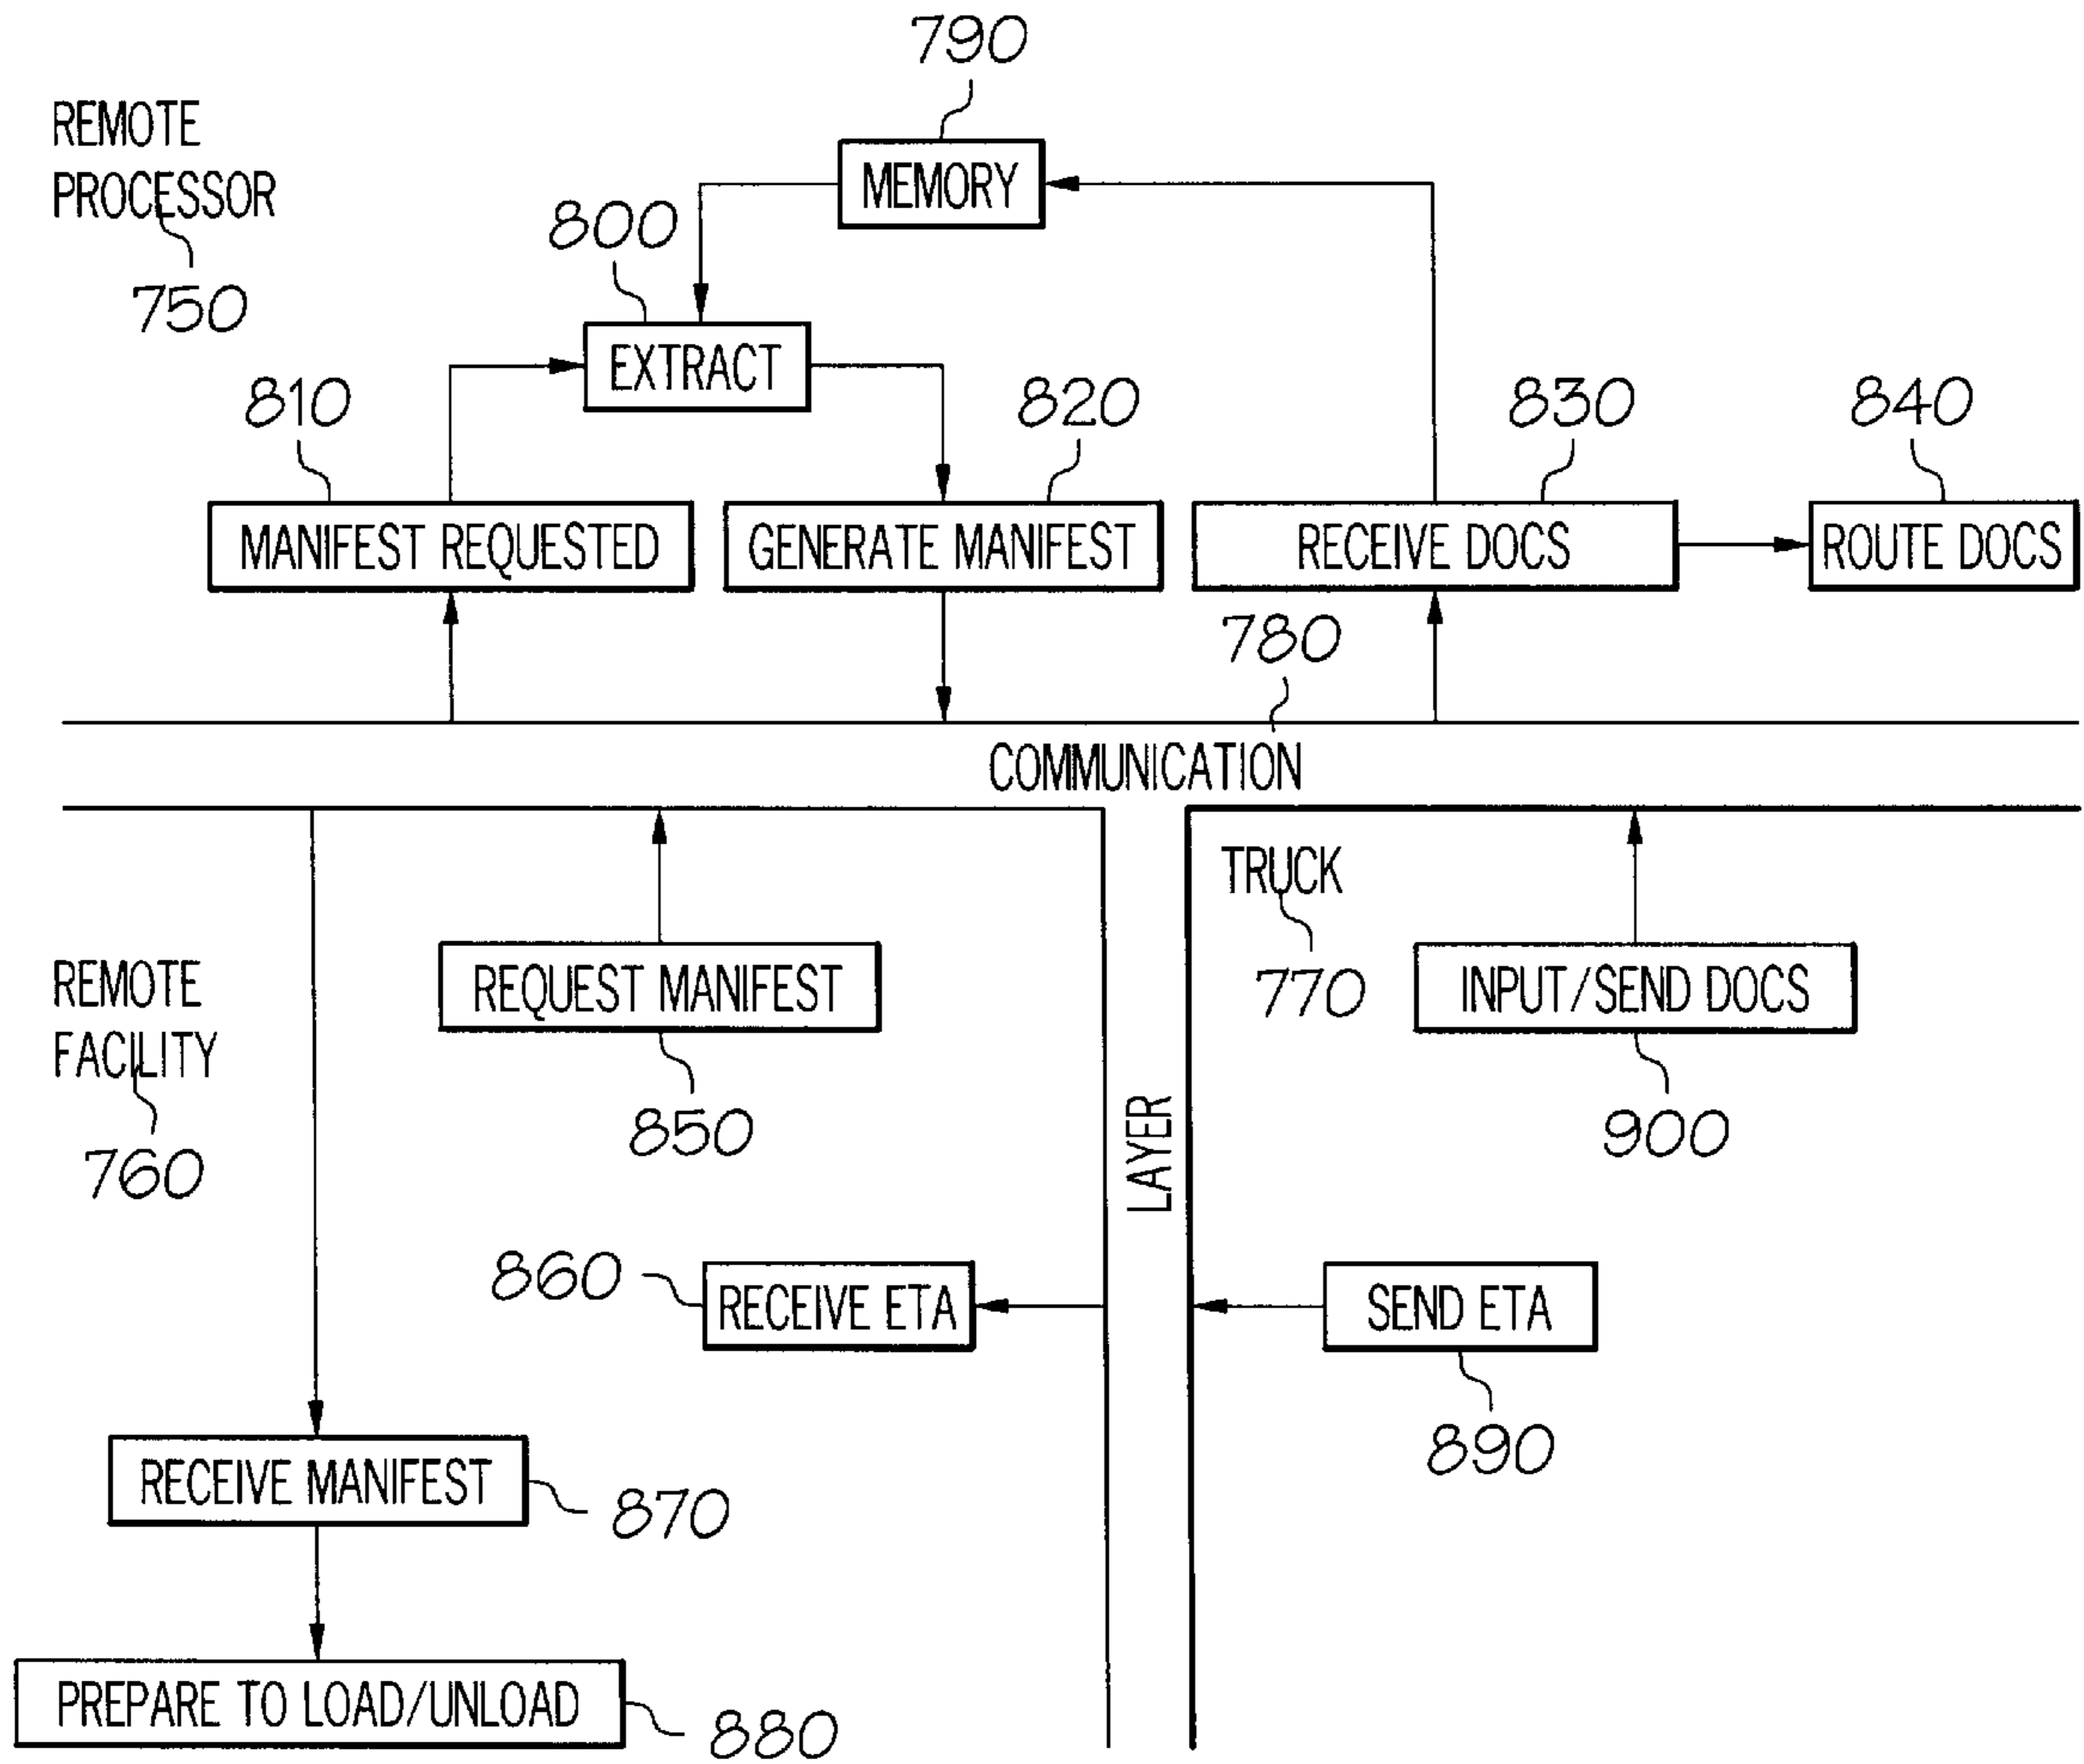 790
REMOTE
PROCESSOR
750
MEMORY
800
EXTRACT
810
820
830
840
MANIFEST REQUESTED
GENERATE MANIFEST
RECEIVE DOCS
ROUTE DOCS
780
COMMUNICATION
LAYER
TRUCK
770
REMOTE
FACILITY
760
REQUEST MANIFEST
850
INPUT/SEND DOCS
900
860
RECEIVE ETA
SEND ETA
890
RECEIVE MANIFEST
870
PREPARE TO LOAD/UNLOAD
880